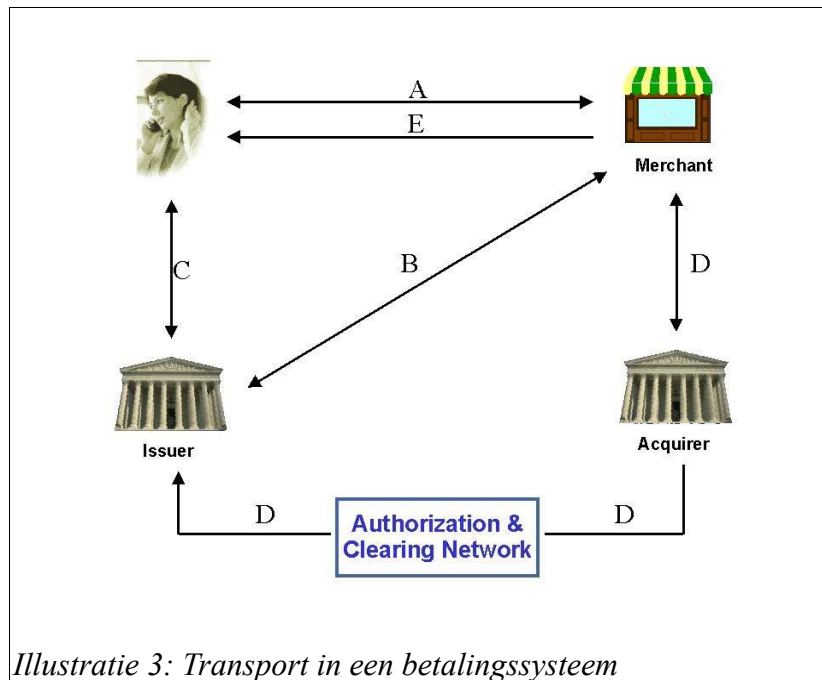 A
E
Merchant
C
B
D
Issuer
Acquirer
D
Authorization &
Clearing Network
D
Illustratie 3: Transport in een betalingssysteem